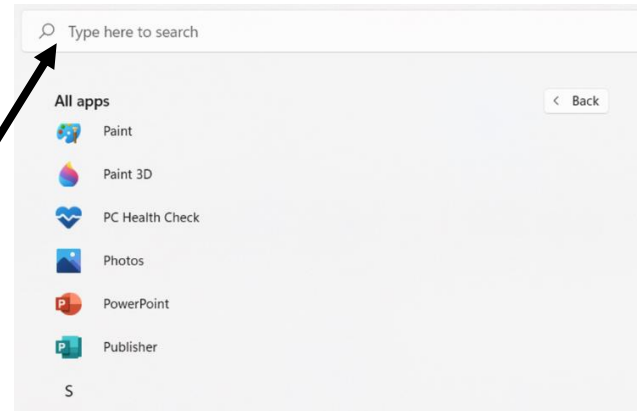 Type here to search
All apps
< Back
Paint
Paint 3D
PC Health Check
Photos
P PowerPoint
P Publisher
S